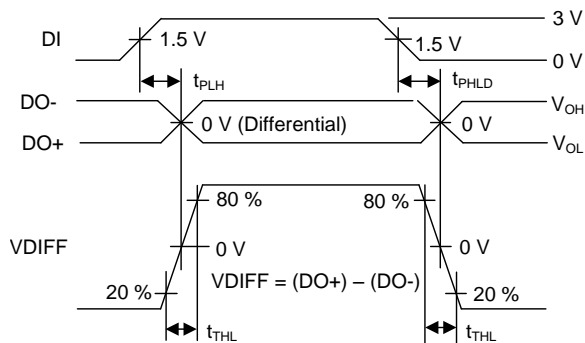 3 V
DI
1.5 V
1.5 V
0 V
tPLH
tPHLD
DO-
VOH
0 V (Differential)
0 V
DO+
VOL
80 %
80 %
VDIFF
0 V
0 V
VDIFF = (DO+) – (DO-)
20 %
20 %
tTHL
tTHL